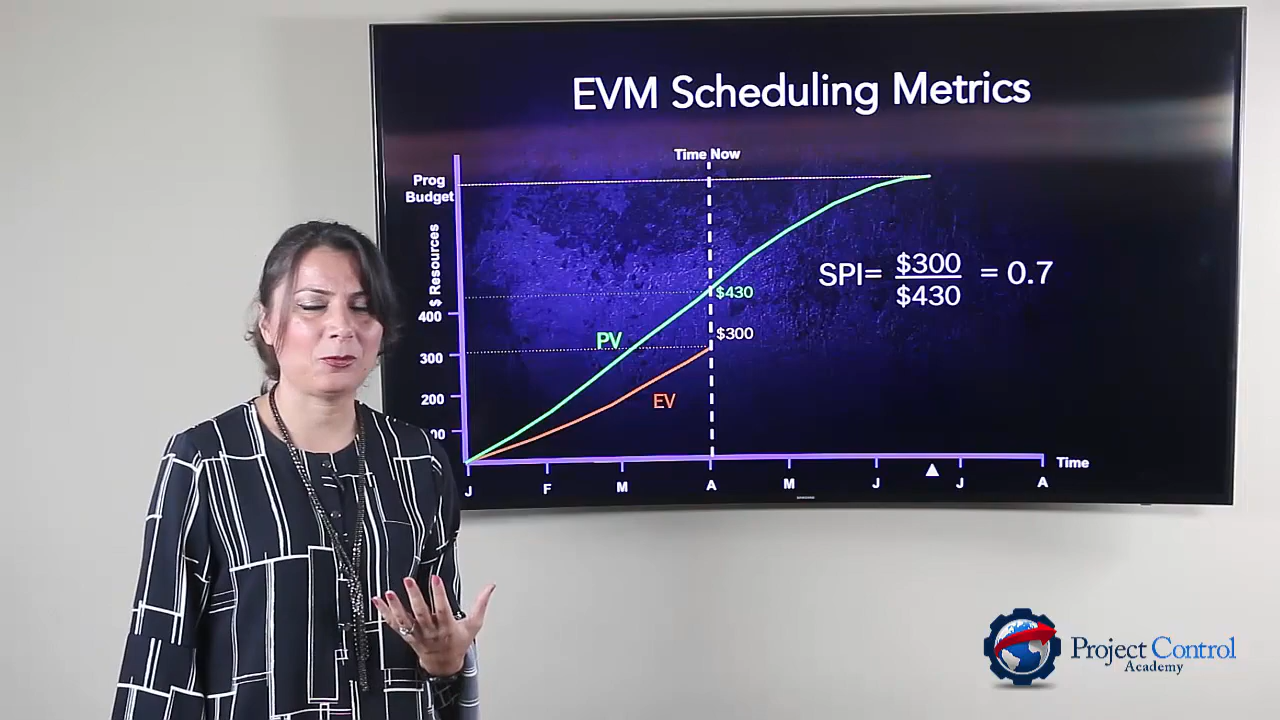 EVM Scheduling Metrics
Time Now
Prog
Budget
$ Resources
400
300
200
00
$430
$300
PV
EV
SPI= $300 = 0.7
$430
J F M A M J J A
Time
SAMSUNG
Project Control
Academy